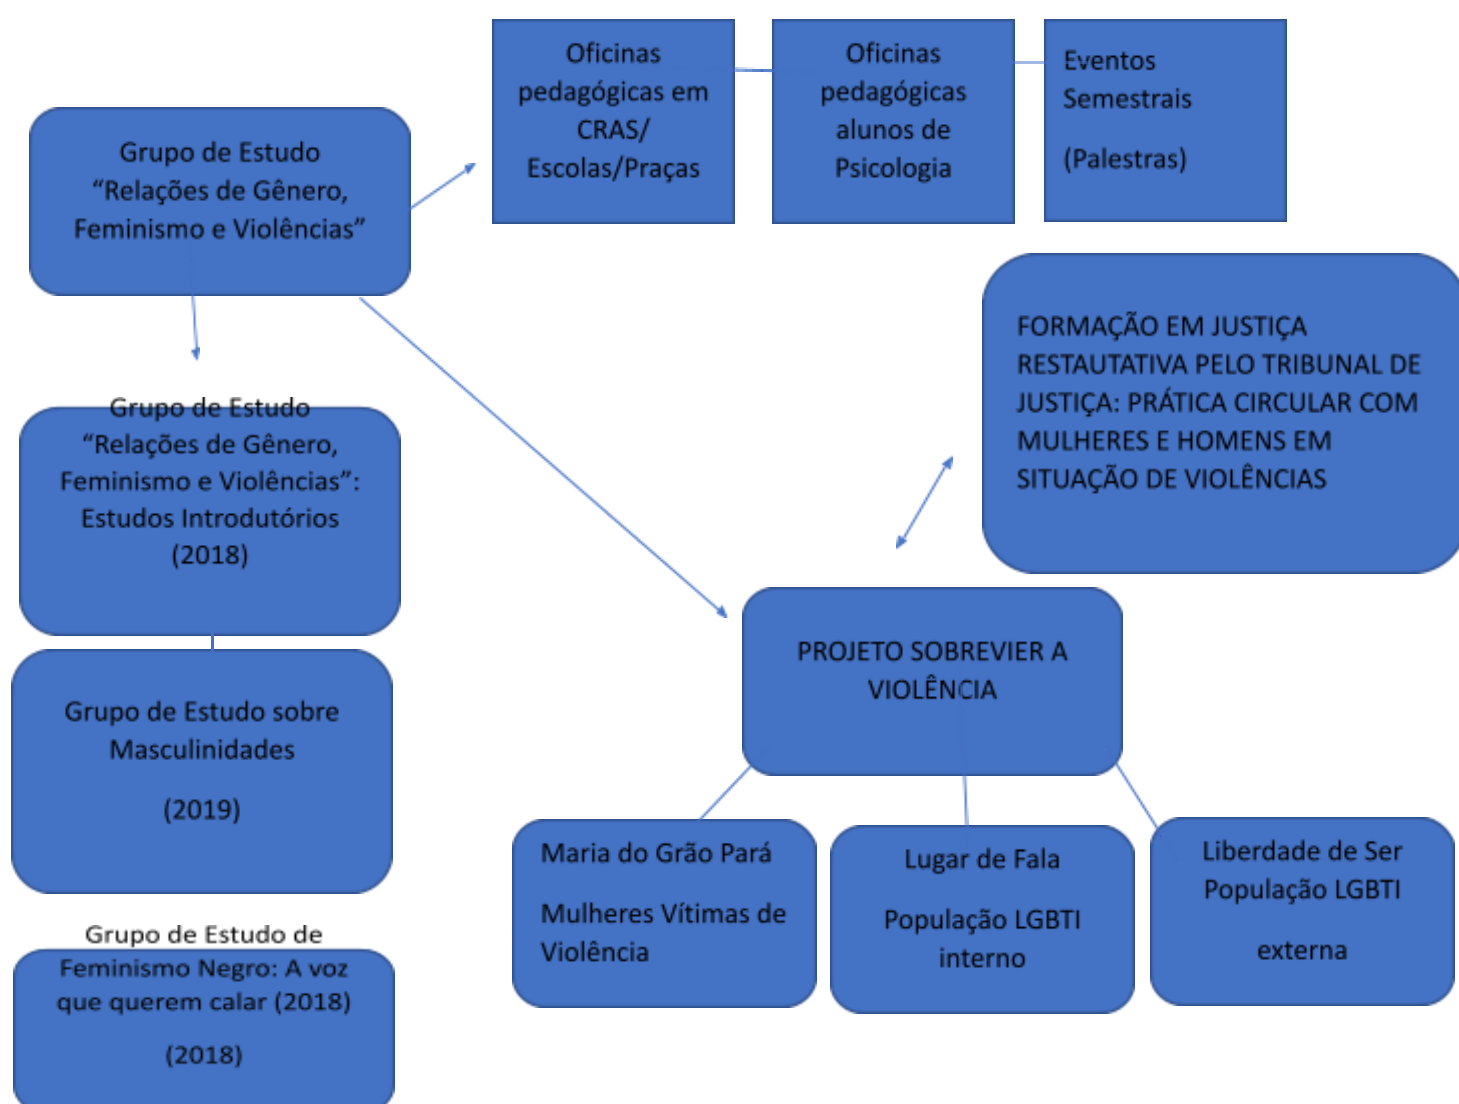 Oficinas
pedagógicas em
CRAS/
Escolas/Praças
Oficinas
pedagógicas
alunos de
Psicologia
Eventos
Semestrais
(Palestras)
Grupo de Estudo
“Relações de Gênero,
Feminismo e Violências”
FORMAÇÃO EM JUSTIÇA
RESTAUTATIVA PELO TRIBUNAL DE
JUSTIÇA: PRÁTICA CIRCULAR COM
MULHERES E HOMENS EM
SITUAÇÃO DE VIOLÊNCIAS
Grupo de Estudo
“Relações de Gênero,
Feminismo e Violências”:
Estudos Introdutórios
(2018)
Grupo de Estudo sobre
Masculinidades
(2019)
Grupo de Estudo de
Feminismo Negro: A voz
que querem calar (2018)
(2018)
PROJETO SOBREVIER A
VIOLÊNCIA
Maria do Grão Pará
Mulheres Vítimas de
Violência
Lugar de Fala
População LGBTI
interno
Liberdade de Ser
População LGBTI
externa